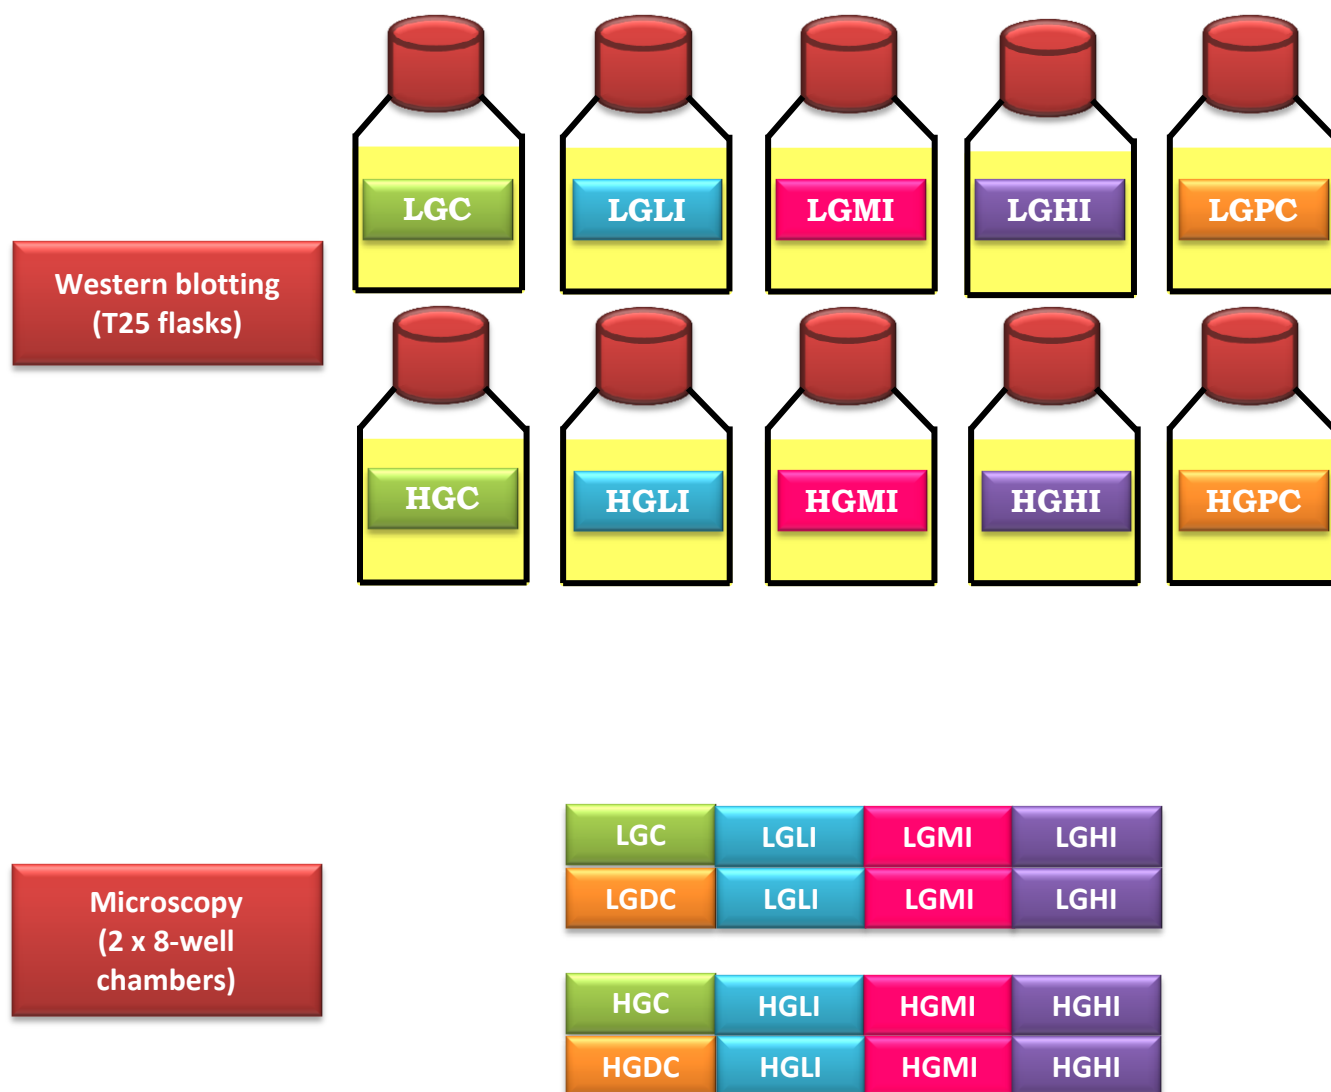 LGC
LGLI
LGMI
LGHI
LGPC
Western blotting
(T25 flasks)
HGC
HGLI
HGMI
HGHI
HGPC
LGC
LGLI
LGMI
LGHI
Microscopy
(2 x 8-well
chambers)
LGDC
LGLI
LGMI
LGHI
HGC
HGLI
HGMI
HGHI
HGDC
HGLI
HGMI
HGHI